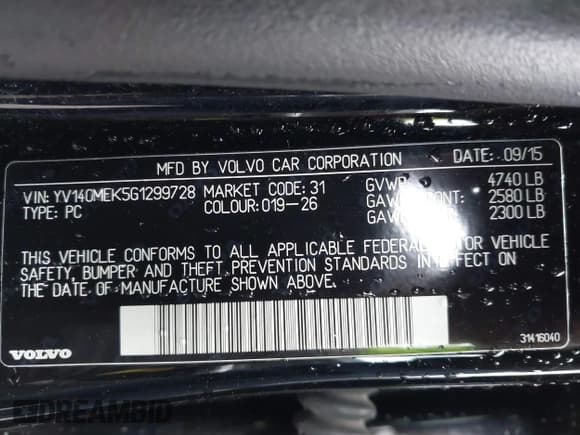 MFD BY VOLVO CAR CORPORATION DATE: 09/15
VIN: YV140MEK5G1299728 MARKET CODE: 31 4740 LB
TYPE: PC COLOUR: 019-26 2580 LB
2300 LB
THIS VEHICLE CONFORMS TO ALL APPLICABLE VEHICLE
SAFETY, BUMPER AND THEFT PREVENTION STANDARDS IN EFFECT ON
THE DATE OF MANUFACTURE SHOWN ABOVE.
VOLVO 31416040
DREAMBID